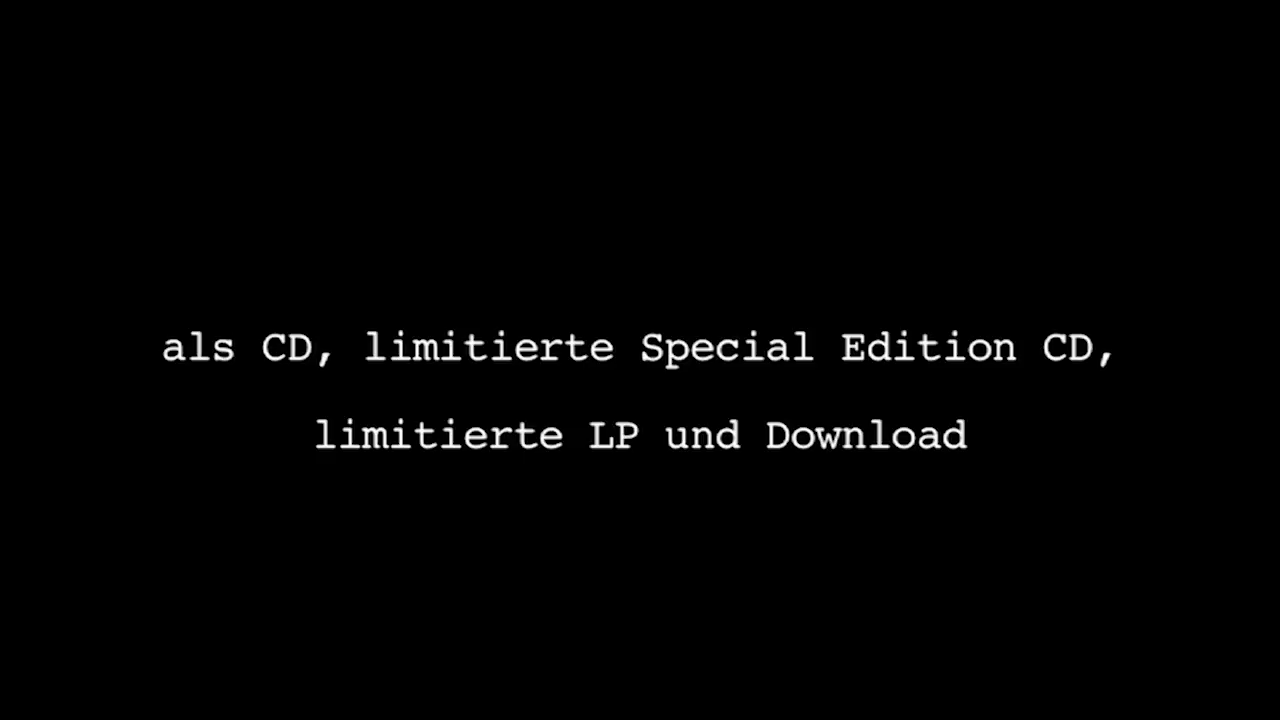 als CD, limitierte Special Edition CD,
limitierte LP und Download